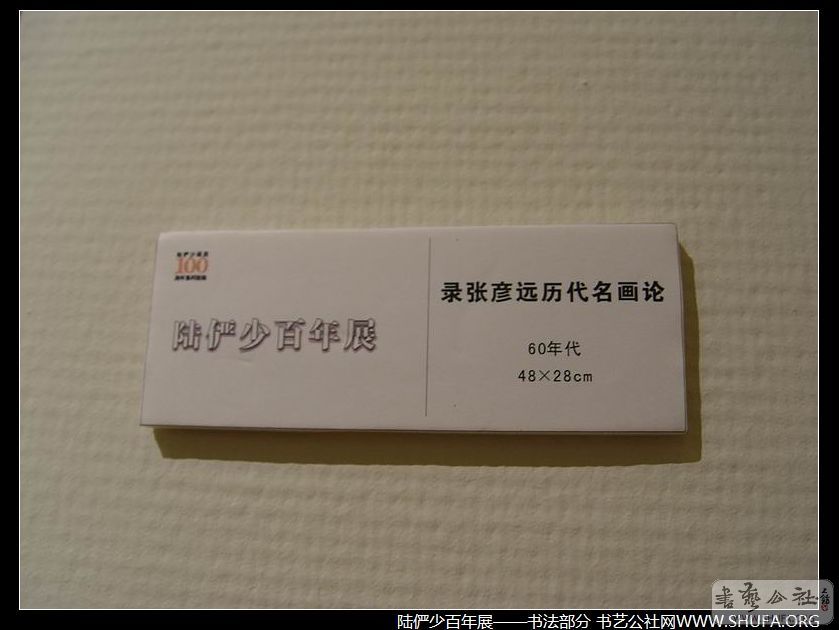 100
陆俨少百年展
录张彦远历代名画论
60年代
48×28cm
书艺公社
陆俨少百年展——书法部分 书艺公社网WWW.SHUFA.ORG